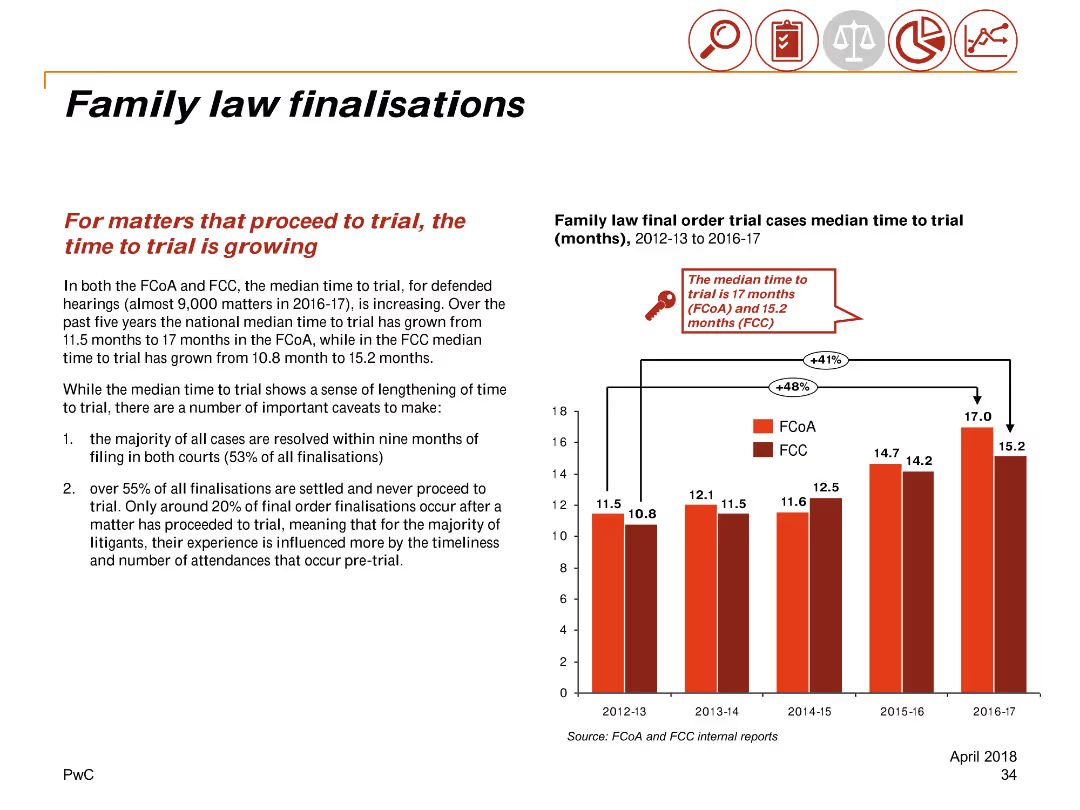 Family law finalisations
For matters that proceed to trial, the
time to trial is growing
In both the FCoA and FCC, the median time to trial, for defended
hearings (almost 9,000 matters in 2016-17), is increasing. Over the
past five years the national median time to trial has grown from
11.5 months to 17 months in the FCoA, while in the FCC median
time to trial has grown from 10.8 month to 15.2 months.
While the median time to trial shows a sense of lengthening of time
to trial, there are a number of important caveats to make:
1. the majority of all cases are resolved within nine months of
filing in both courts (53% of all finalisations)
2. over 55% of all finalisations are settled and never proceed to
trial. Only around 20% of final order finalisations occur after a
matter has proceeded to trial, meaning that for the majority of
litigants, their experience is influenced more by the timeliness
and number of attendances that occur pre-trial.
Family law final order trial cases median time to trial
(months), 2012-13 to 2016-17
The median time to
trial is 17 months
(FCoA) and 15.2
months (FCC)
+41%
+48%
FCoA
FCC
18
16
14
12
10
8
6
4
2
0
11.5
10.8
12.1
11.5
11.6
12.5
14.7
14.2
17.0
15.2
2012-13 2013-14 2014-15 2015-16 2016-17
Source: FCoA and FCC internal reports
April 2018
PwC 34